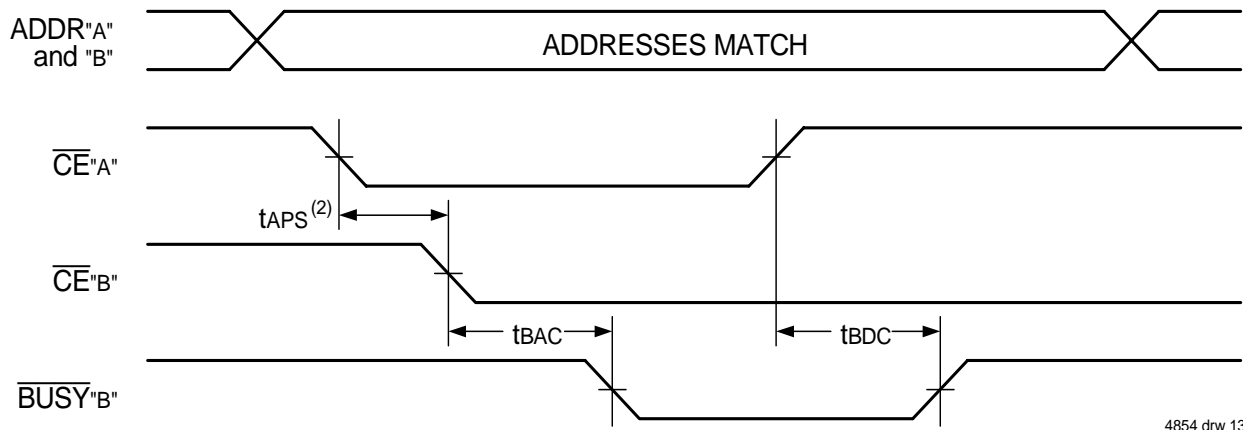 ADDR"A"
and "B"
ADDRESSES MATCH
CE"A"
tAPS(2)
CE"B"
tBAC
tBDC
BUSY"B"
4854 drw 13